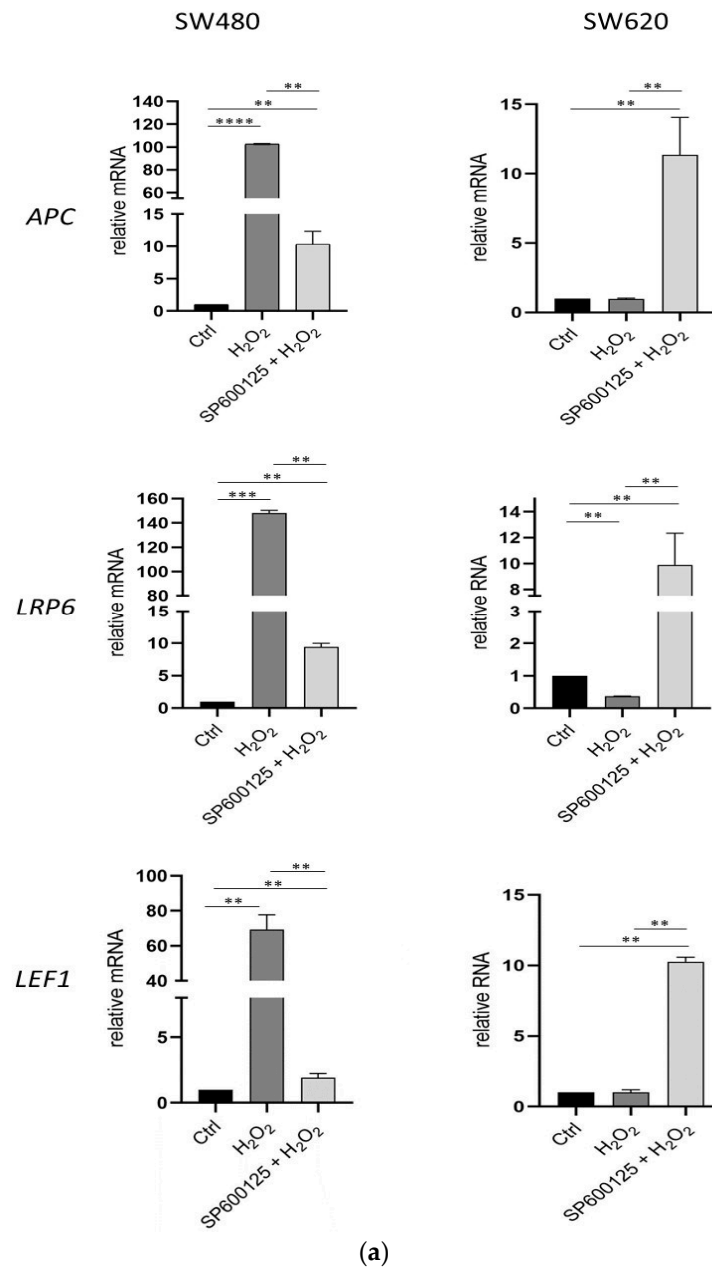 SW480 SW620
APC
relative mRNA
140
120
100
80
60
15
10
5
0
****
**
**
Ctrl
H₂O₂
SP600125 + H₂O₂
relative mRNA
15
10
5
0
**
**
Ctrl
H₂O₂
SP600125 + H₂O₂
LRP6
relative mRNA
160
140
120
100
80
15
10
5
0
***
**
**
Ctrl
H₂O₂
SP600125 + H₂O₂
relative RNA
14
12
10
8
3
2
1
0
**
**
**
Ctrl
H₂O₂
SP600125 + H₂O₂
LEF1
relative mRNA
100
80
60
40
5
0
**
**
**
Ctrl
H₂O₂
SP600125 + H₂O₂
relative RNA
15
10
5
0
**
**
Ctrl
H₂O₂
SP600125 + H₂O₂
(a)